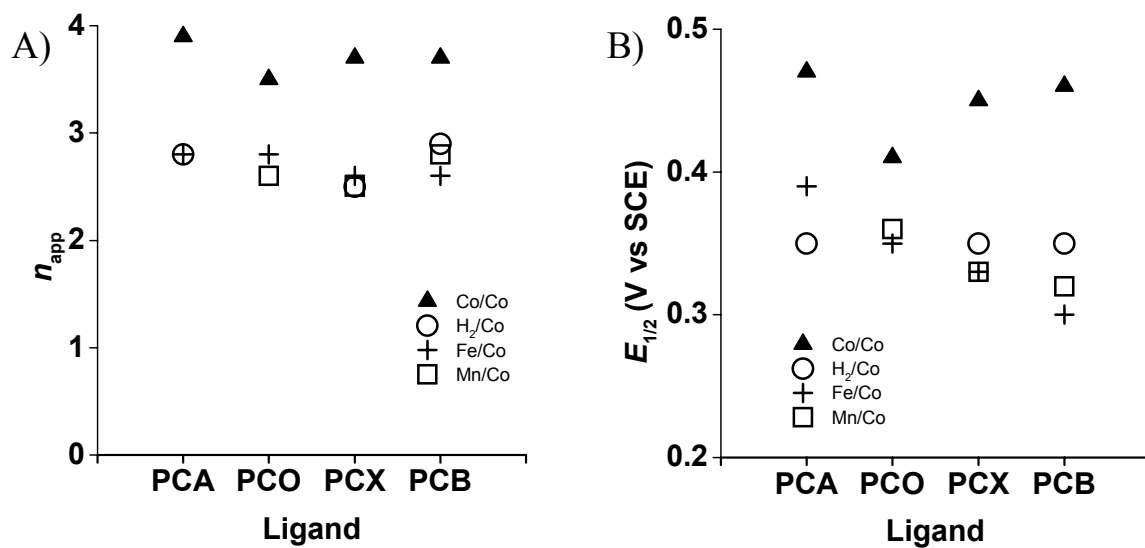 A)
4
3
2
1
0
n_app
Co/Co
H₂/Co
Fe/Co
Mn/Co
PCA PCO PCX PCB
Ligand
B)
0.5
0.4
0.3
0.2
E_1/2 (V vs SCE)
Co/Co
H₂/Co
Fe/Co
Mn/Co
PCA PCO PCX PCB
Ligand